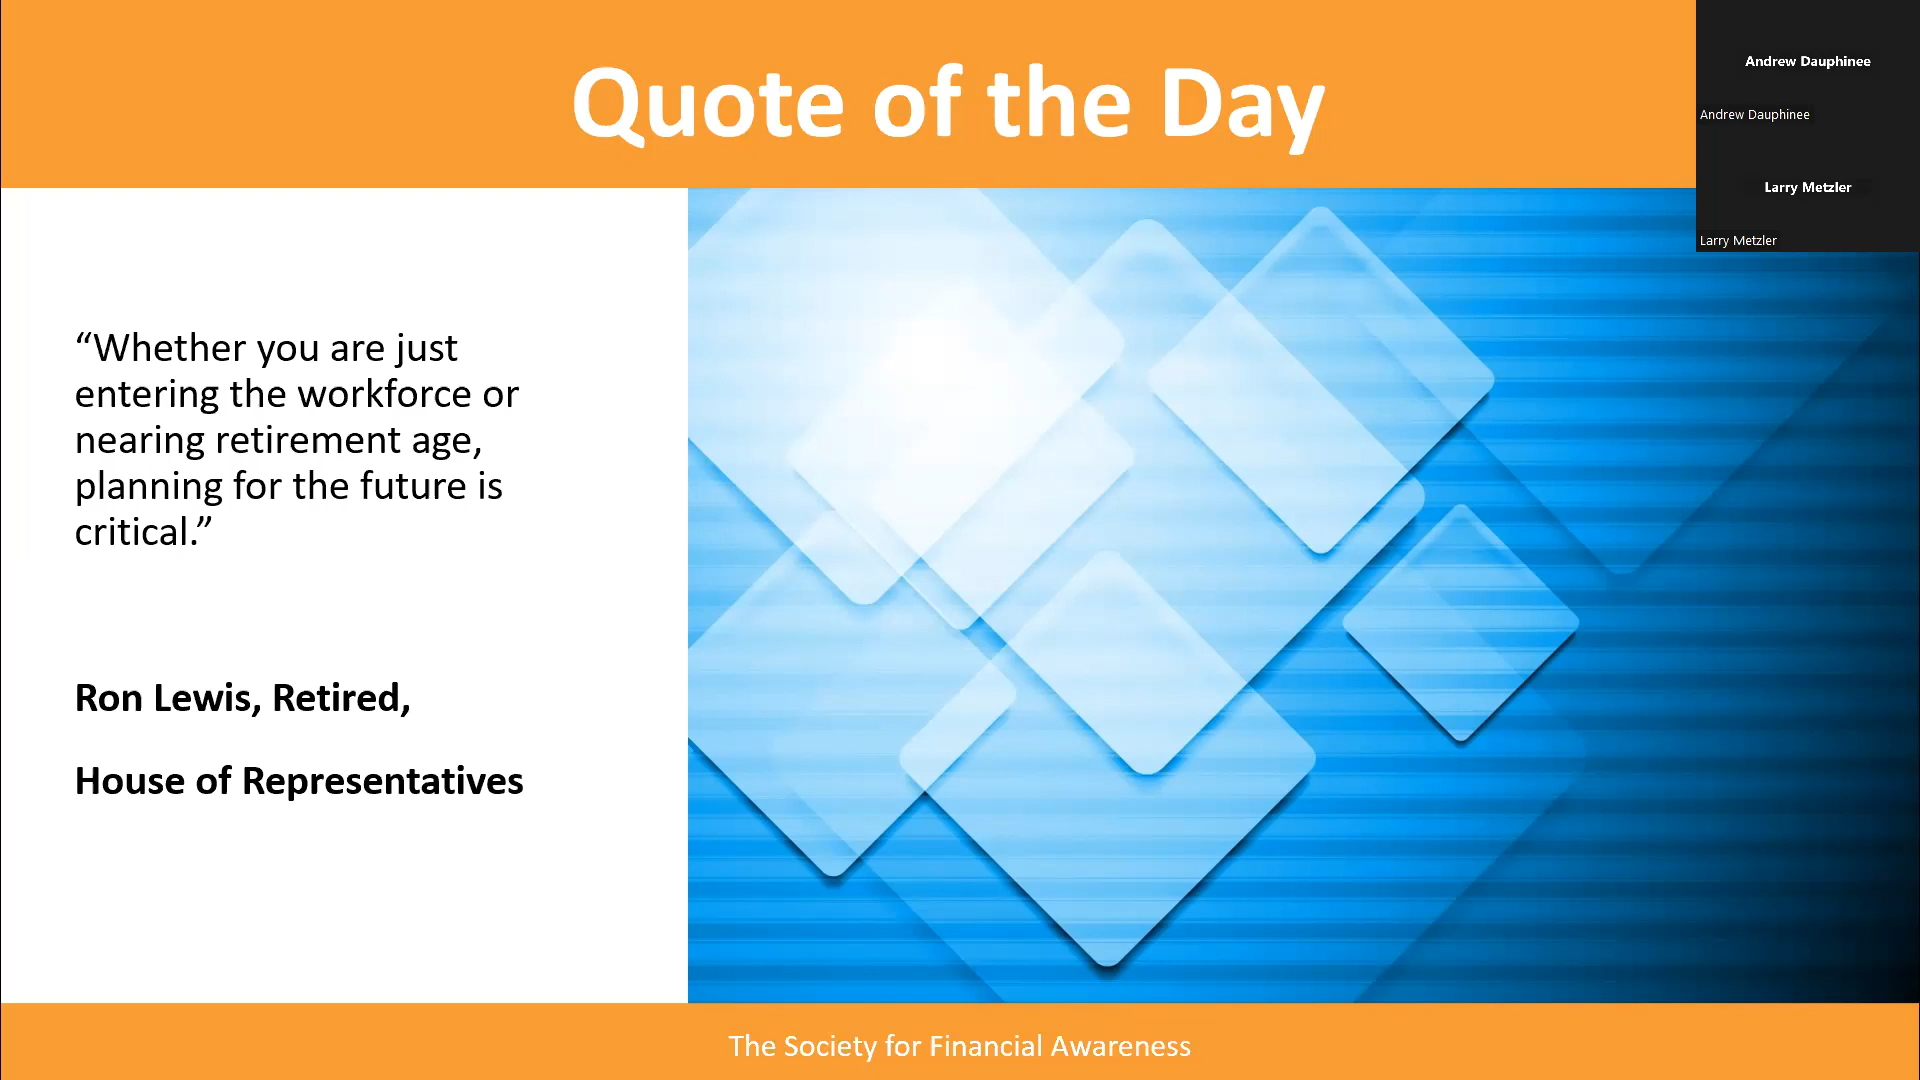 Quote of the Day
Andrew Dauphinee
Andrew Dauphinee
Larry Metzler
Larry Metzler
“Whether you are just
entering the workforce or
nearing retirement age,
planning for the future is
critical.”
Ron Lewis, Retired,
House of Representatives
The Society for Financial Awareness